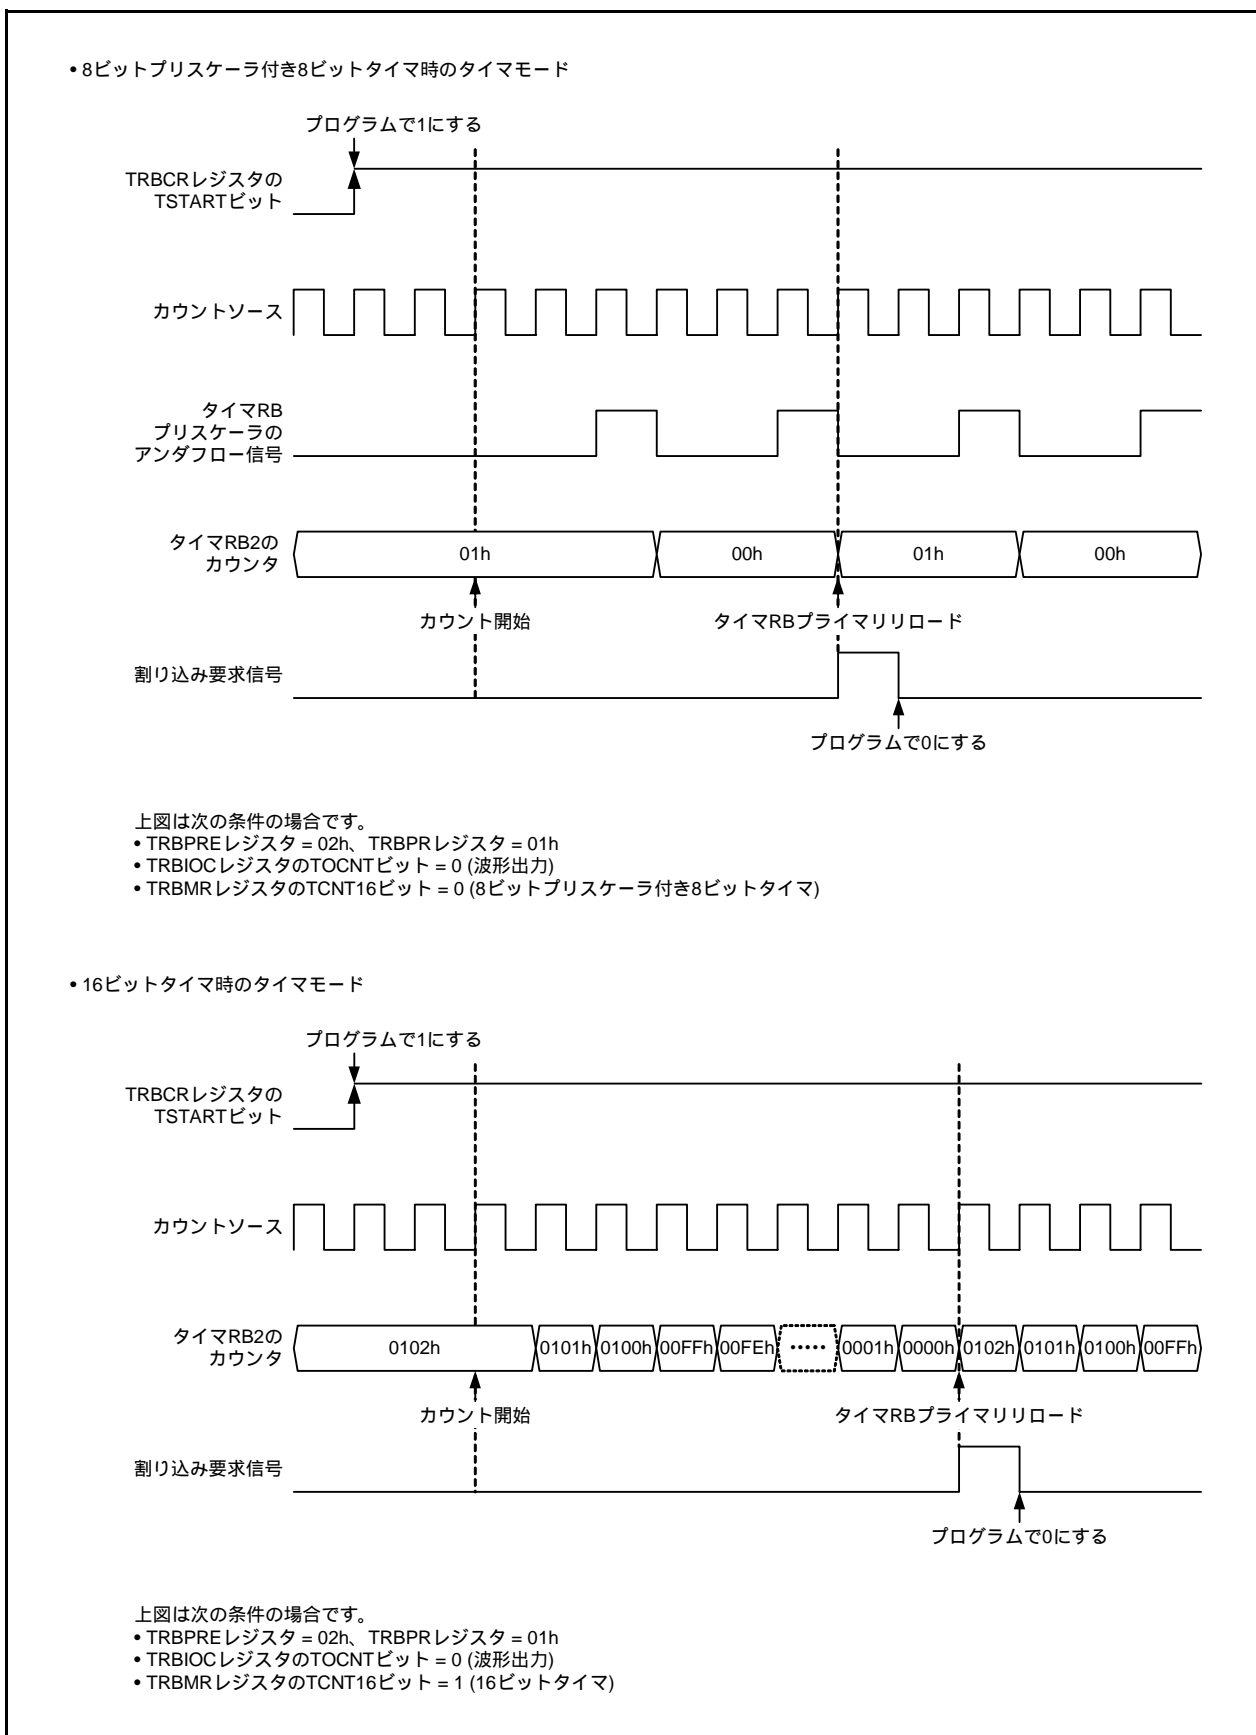 • 8ビットプリスケーラ付き8ビットタイマ時のタイマモード
プログラムで1にする
TRBCRレジスタの
TSTARTビット
カウントソース
タイマRB
プリスケーラの
アンダフロー信号
タイマRB2の
カウンタ
01h
00h
01h
00h
カウント開始
タイマRBプライマリリロード
割り込み要求信号
プログラムで0にする
上図は次の条件の場合です。
• TRBPREレジスタ = 02h、TRBPRレジスタ = 01h
• TRBIOCレジスタのTOCNTビット = 0 (波形出力)
• TRBMRレジスタのTCNT16ビット = 0 (8ビットプリスケーラ付き8ビットタイマ)
• 16ビットタイマ時のタイマモード
プログラムで1にする
TRBCRレジスタの
TSTARTビット
カウントソース
タイマRB2の
カウンタ
0102h
0101h
0100h
00FFh
00FEh
•••••
0001h
0000h
0102h
0101h
0100h
00FFh
カウント開始
タイマRBプライマリリロード
割り込み要求信号
プログラムで0にする
上図は次の条件の場合です。
• TRBPREレジスタ = 02h、TRBPRレジスタ = 01h
• TRBIOCレジスタのTOCNTビット = 0 (波形出力)
• TRBMRレジスタのTCNT16ビット = 1 (16ビットタイマ)